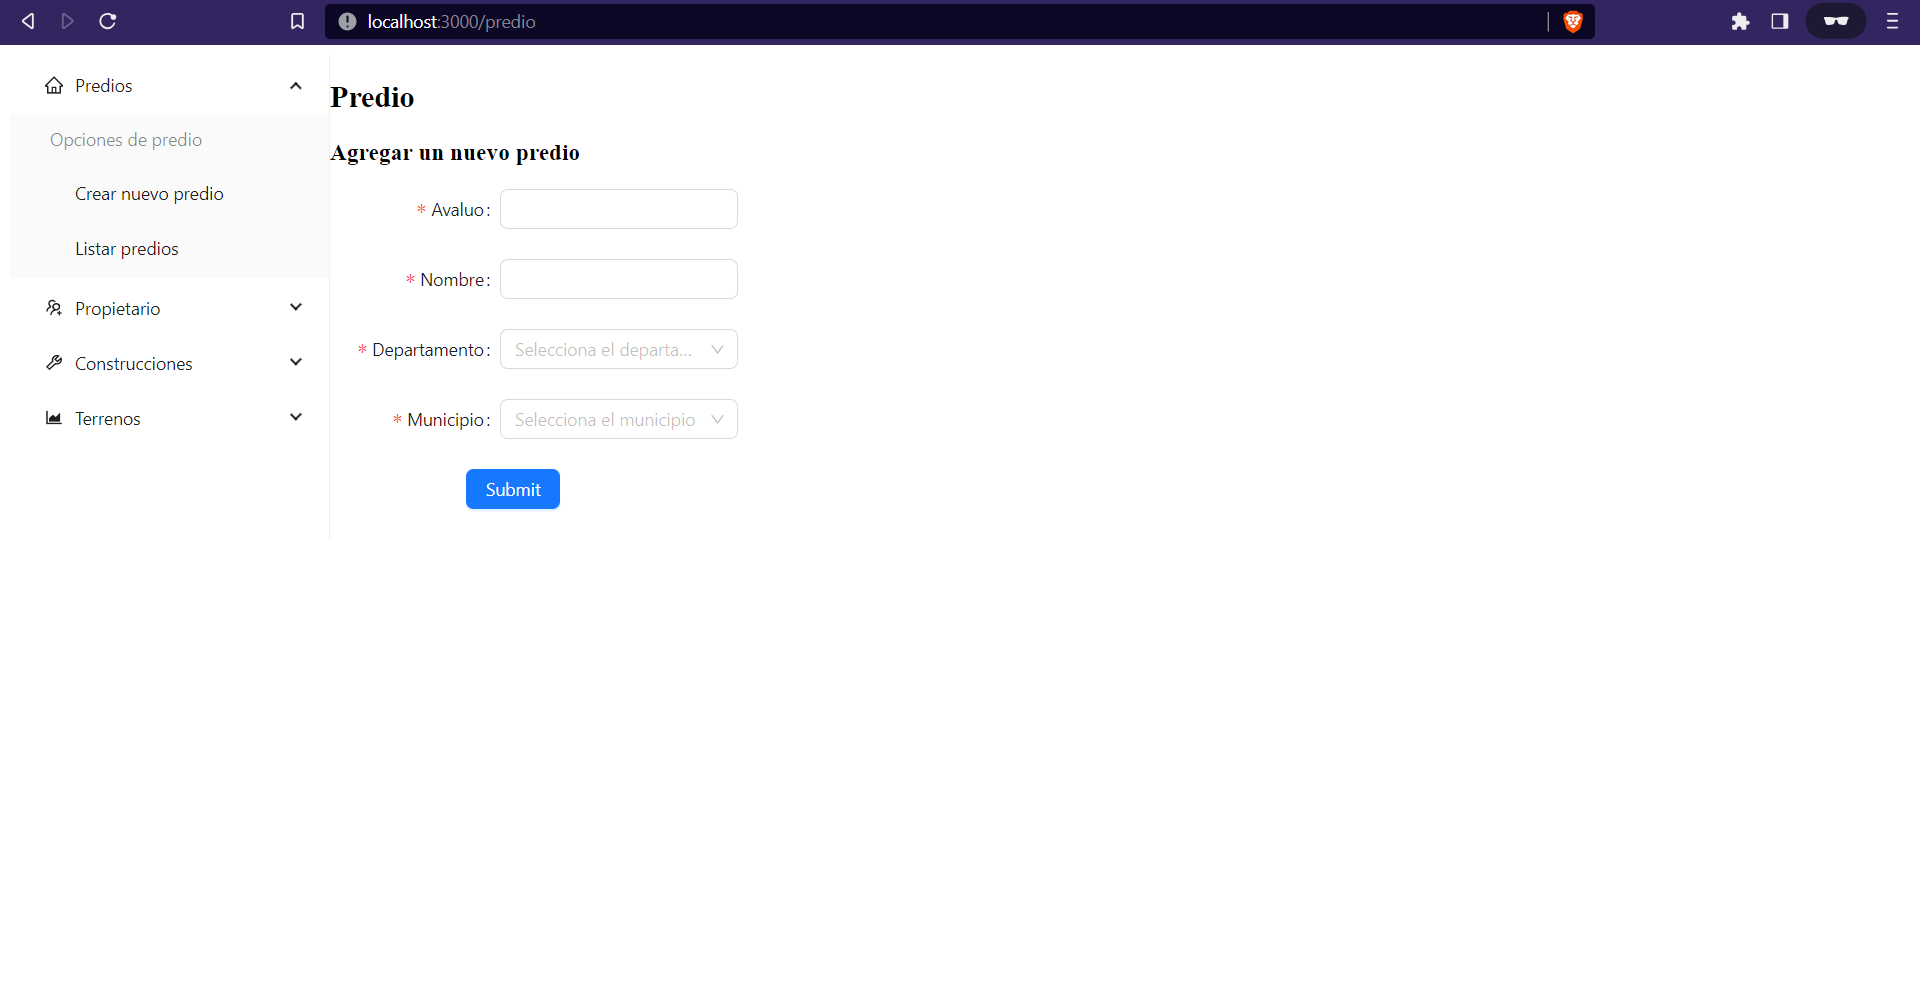 localhost:3000/predio
Predios
Opciones de predio
Crear nuevo predio
Listar predios
Propietario
Construcciones
Terrenos
Predio
Agregar un nuevo predio
* Avaluo:
* Nombre:
* Departamento: Selecciona el departa...
* Municipio: Selecciona el municipio
Submit